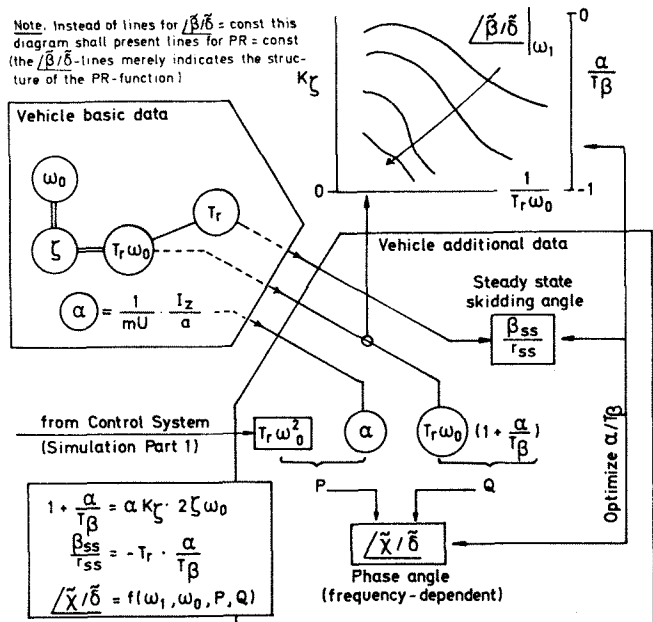 Note. Instead of lines for ∠β̃/δ̃ = const this
diagram shall present lines for PR = const
(the ∠β̃/δ̃-lines merely indicates the struc-
ture of the PR-function)
Kζ
∠β̃/δ̃|ω₁
0
α/Tβ
0
1/Trω₀
-1
Vehicle basic data
ω₀
Tr
ζ
Trω₀
α = 1/mU · Iz/a
Vehicle additional data
Steady state
skidding angle
βss/rss
from Control System
(Simulation Part 1)
Trω₀²
α
Trω₀ (1 + α/Tβ)
P
Q
Optimize α/Tβ
1 + α/Tβ = α Kζ · 2ζω₀
βss/rss = -Tr · α/Tβ
∠χ̃/δ̃ = f(ω₁, ω₀, P, Q)
∠χ̃/δ̃
Phase angle
(frequency-dependent)